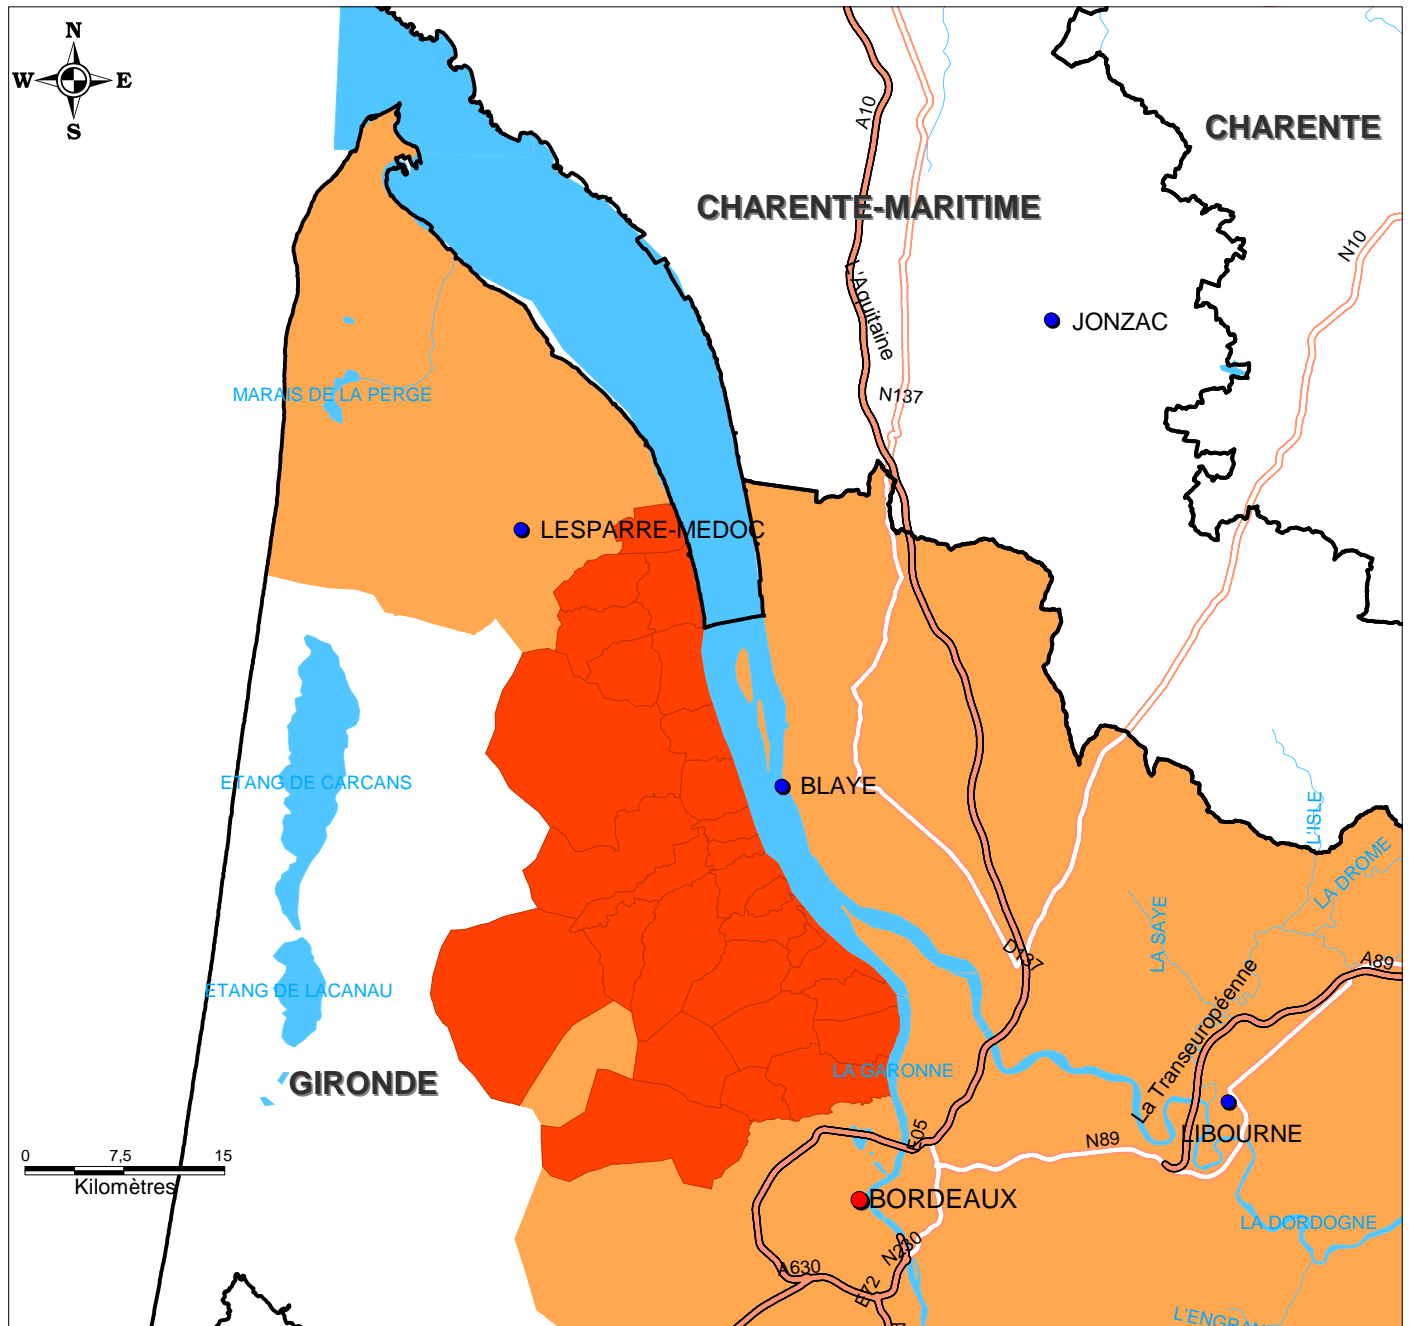 N
W E
S
CHARENTE
A10
CHARENTE-MARITIME
N10
L'Aquitaine
JONZAC
N137
MARAIS DE LA PERGE
LESPARRE-MEDOC
ETANG DE CARCANS
BLAYE
L'ISLE
LA DROME
LA SAYE
D137
A89
ETANG DE LACANAU
La Transeuropéenne
LA GARONNE
GIRONDE
LIBOURNE
E05
N89
0 7,5 15
Kilomètres
BORDEAUX
LA DORDOGNE
N230
A630
E72
L'ENGRAN